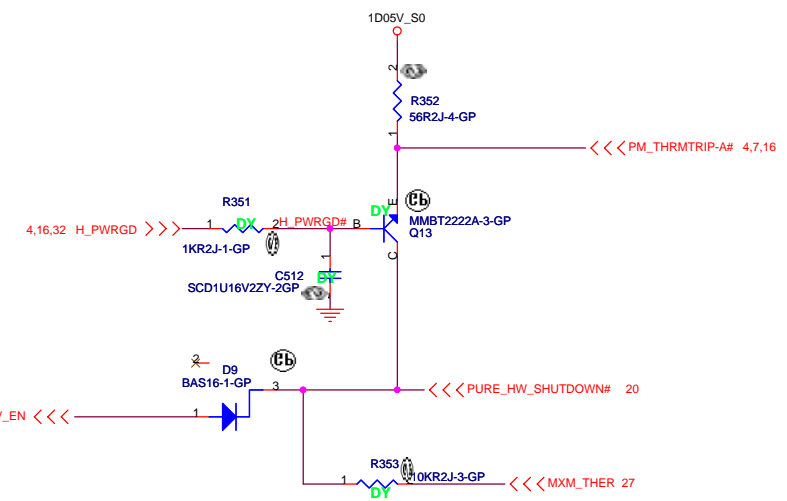 1D05V_S0
2
R352
56R2J-4-GP
1
PM_THRMTRIP-A# 4,7,16
R351
E
DY
MMBT2222A-3-GP
4,16,32 H_PWRGD
1
DY
2
H_PWRGD#
B
Q13
1KR2J-1-GP
C
1
C512
DY
SCD1U16V2ZY-2GP
2
D9
BAS16-1-GP
3
PURE_HW_SHUTDOWN# 20
V_EN
1
R353
10KR2J-3-GP
1
DY
MXM_THER 27